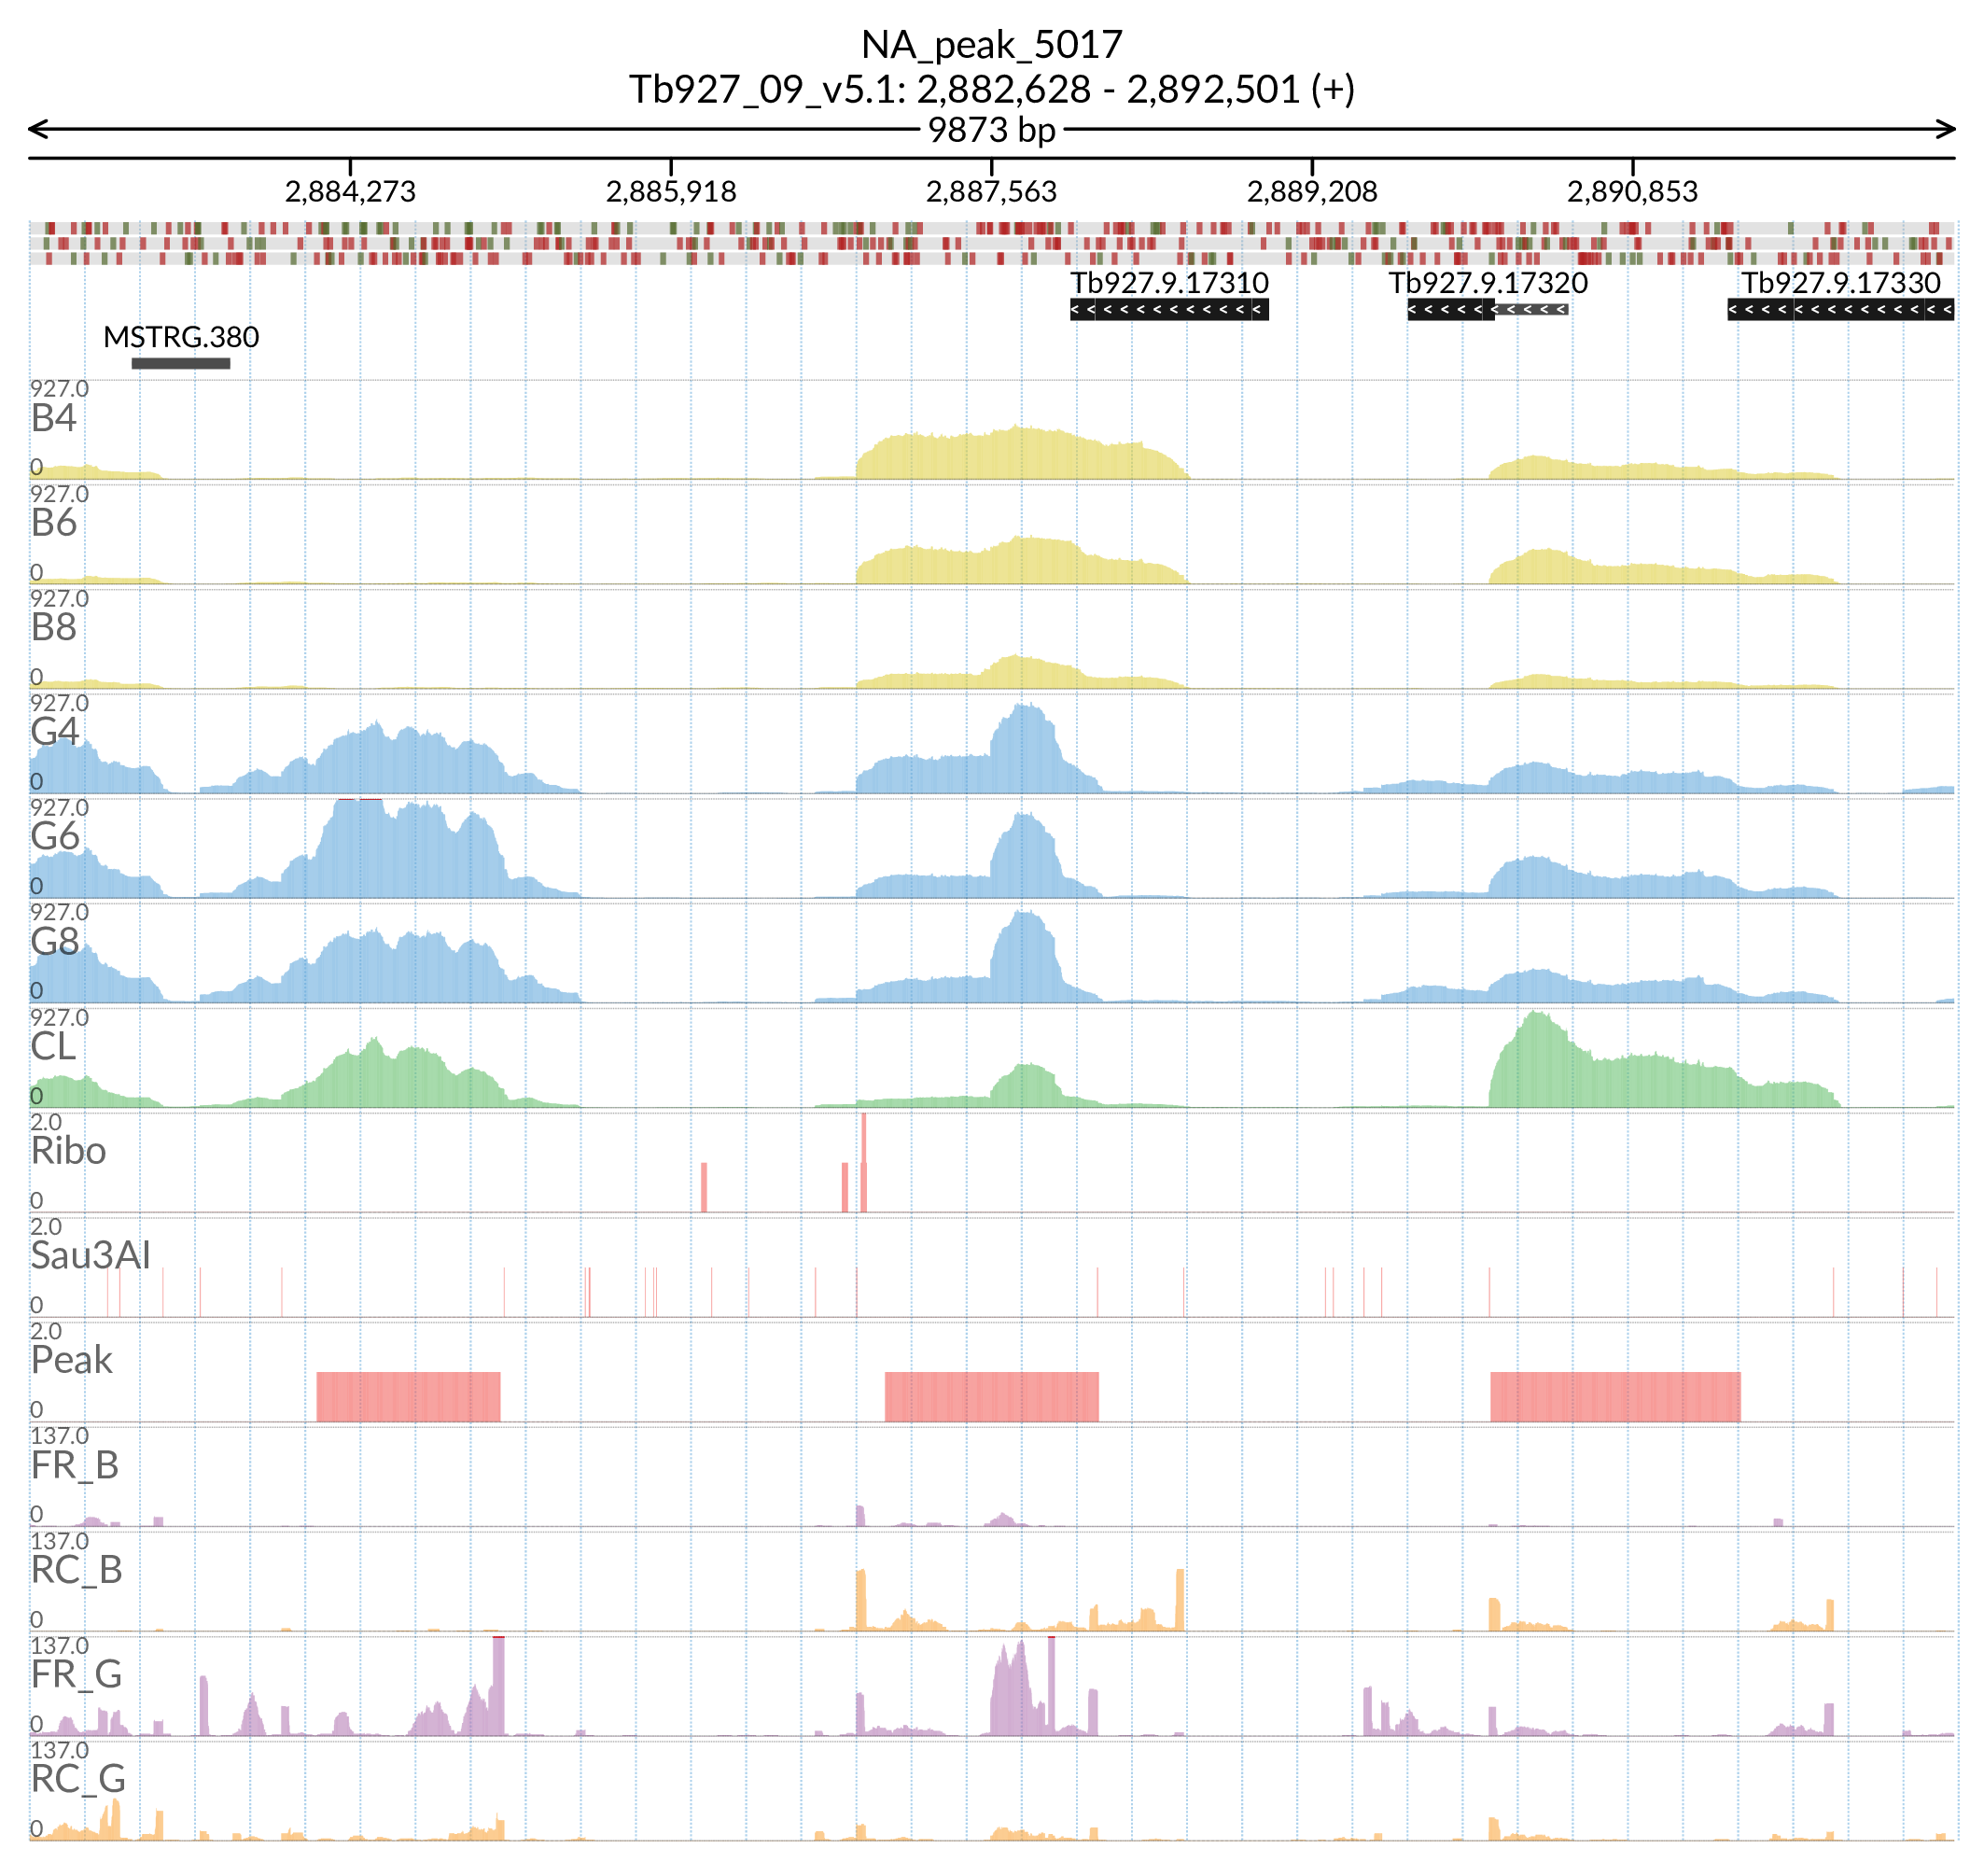 NA_peak_5017
Tb927_09_v5.1: 2,882,628 - 2,892,501 (+)
9873 bp
2,884,273 2,885,918 2,887,563 2,889,208 2,890,853
Tb927.9.17310 Tb927.9.17320 Tb927.9.17330
MSTRG.380
927.0
B4
0
927.0
B6
0
927.0
B8
0
927.0
G4
0
927.0
G6
0
927.0
G8
0
927.0
CL
0
2.0
Ribo
0
2.0
Sau3AI
0
2.0
Peak
0
137.0
FR_B
0
137.0
RC_B
0
137.0
FR_G
0
137.0
RC_G
0